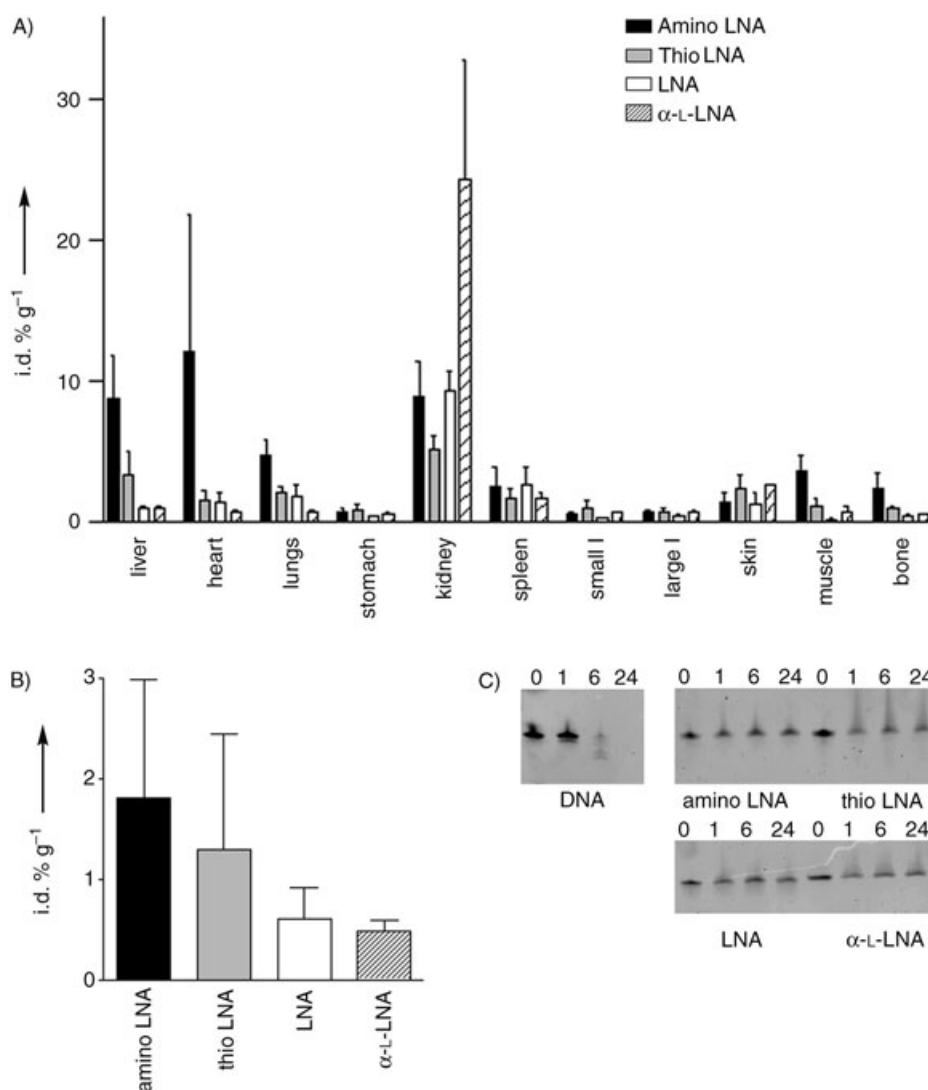 A)
Amino LNA
Thio LNA
LNA
α-L-LNA
30
20
10
0
i.d. % g⁻¹
liver
heart
lungs
stomach
kidney
spleen
small I
large I
skin
muscle
bone
B)
3
2
1
0
i.d. % g⁻¹
amino LNA
thio LNA
LNA
α-L-LNA
C)
0 1 6 24
DNA
0 1 6 24 0 1 6 24
amino LNA thio LNA
0 1 6 24 0 1 6 24
LNA α-L-LNA